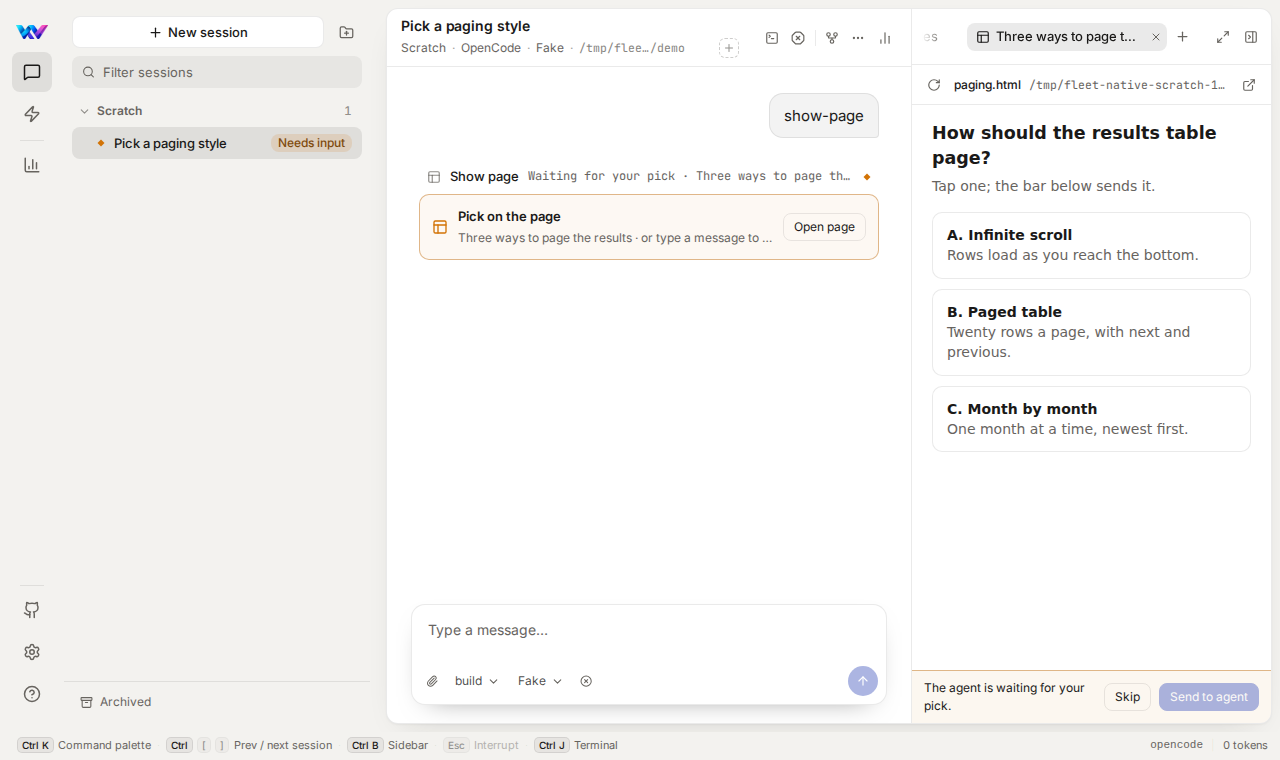 New session
Filter sessions
Scratch 1
Pick a paging style Needs input
Archived
Pick a paging style
Scratch · OpenCode · Fake · /tmp/flee…/demo
show-page
Show page Waiting for your pick · Three ways to page th…
Pick on the page
Three ways to page the results · or type a message to ...
Open page
Type a message...
build Fake
es
Three ways to page t...
paging.html /tmp/fleet-native-scratch-1…
How should the results table
page?
Tap one; the bar below sends it.
A. Infinite scroll
Rows load as you reach the bottom.
B. Paged table
Twenty rows a page, with next and
previous.
C. Month by month
One month at a time, newest first.
The agent is waiting for your
pick.
Skip
Send to agent
Ctrl K Command palette Ctrl [ ] Prev / next session Ctrl B Sidebar Esc Interrupt Ctrl J Terminal opencode 0 tokens